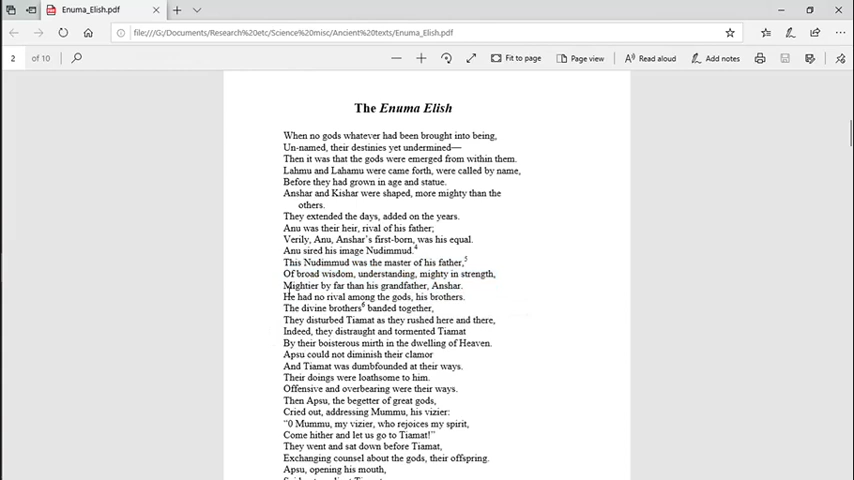 Enuma_Elish.pdf
file:///G:/Documents/Research%20etc/Science%20misc/Ancient%20texts/Enuma_Elish.pdf
2 of 10
Fit to page
Page view
Read aloud
Add notes
The Enuma Elish
When no gods whatever had been brought into being,
Un-named, their destinies yet undermined—
Then it was that the gods were emerged from within them.
Lahmu and Lahamu were came forth, were called by name,
Before they had grown in age and statue.
Anshar and Kishar were shaped, more mighty than the
others.
They extended the days, added on the years.
Anu was their heir, rival of his father;
Verily, Anu, Anshar's first-born, was his equal.
Anu sired his image Nudimmud.4
This Nudimmud was the master of his father,5
Of broad wisdom, understanding, mighty in strength,
Mightier by far than his grandfather, Anshar.
He had no rival among the gods, his brothers.
The divine brothers6 banded together,
They disturbed Tiamat as they rushed here and there,
Indeed, they distraught and tormented Tiamat
By their boisterous mirth in the dwelling of Heaven.
Apsu could not diminish their clamor
And Tiamat was dumbfounded at their ways.
Their doings were loathsome to him.
Offensive and overbearing were their ways.
Then Apsu, the begetter of great gods,
Cried out, addressing Mummu, his vizier:
"0 Mummu, my vizier, who rejoices my spirit,
Come hither and let us go to Tiamat!"
They went and sat down before Tiamat,
Exchanging counsel about the gods, their offspring.
Apsu, opening his mouth,